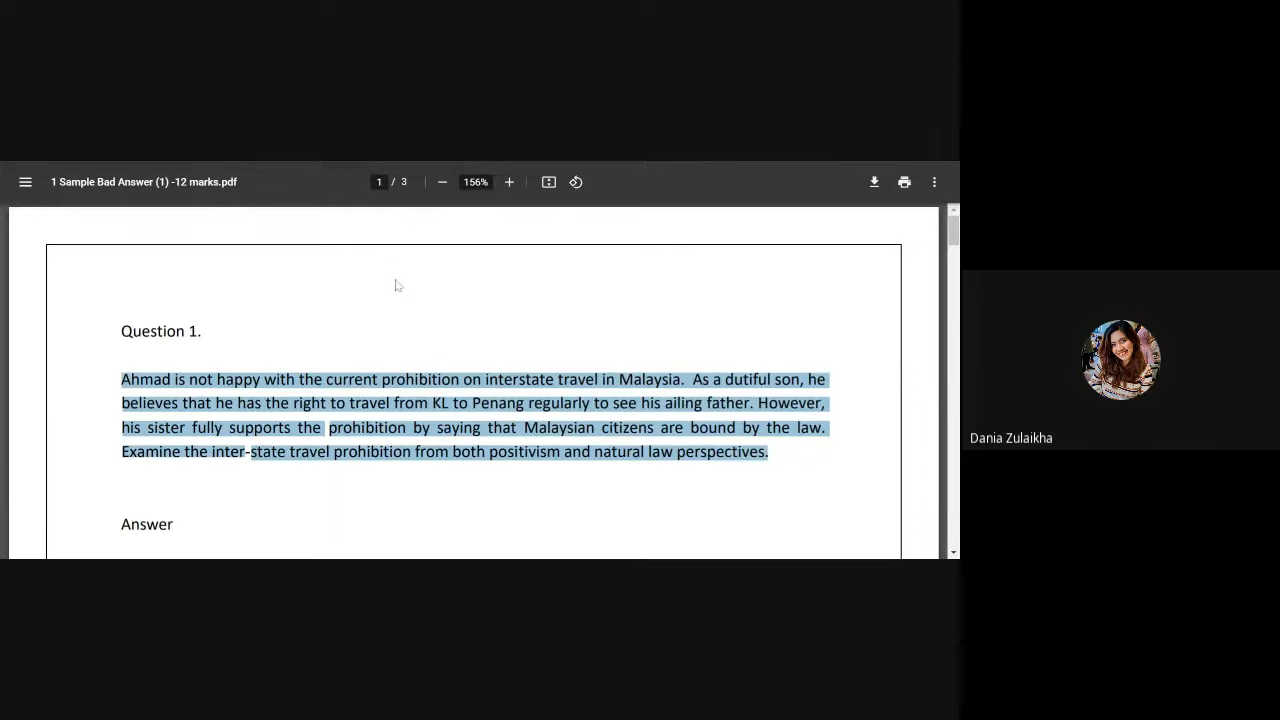 1 Sample Bad Answer (1) -12 marks.pdf
1 / 3
156%
Question 1.
Ahmad is not happy with the current prohibition on interstate travel in Malaysia. As a dutiful son, he
believes that he has the right to travel from KL to Penang regularly to see his ailing father. However,
his sister fully supports the prohibition by saying that Malaysian citizens are bound by the law.
Examine the inter-state travel prohibition from both positivism and natural law perspectives.
Answer
Dania Zulaikha